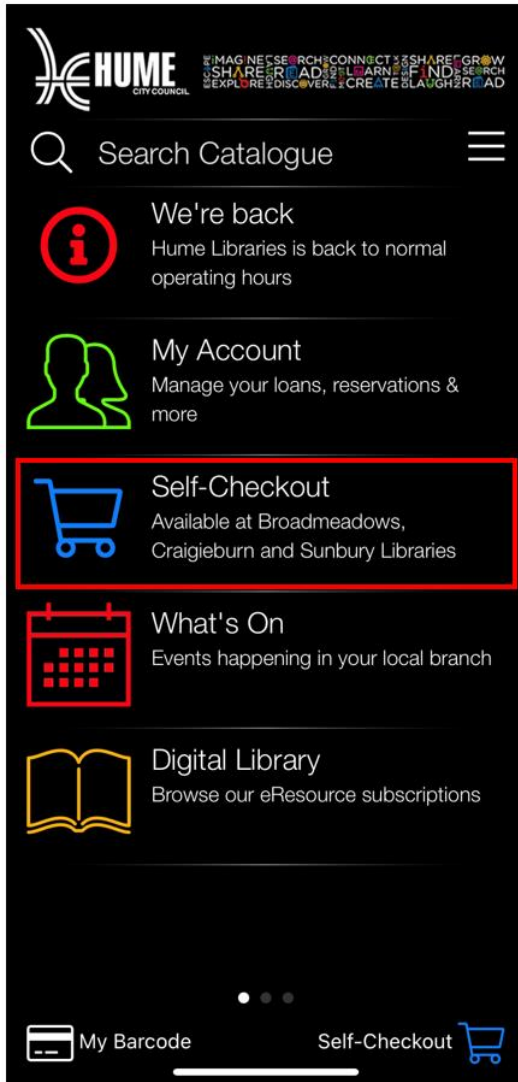 HUME
CITY COUNCIL
Search Catalogue
We're back
Hume Libraries is back to normal
operating hours
My Account
Manage your loans, reservations &
more
Self-Checkout
Available at Broadmeadows,
Craigieburn and Sunbury Libraries
What's On
Events happening in your local branch
Digital Library
Browse our eResource subscriptions
My Barcode
Self-Checkout